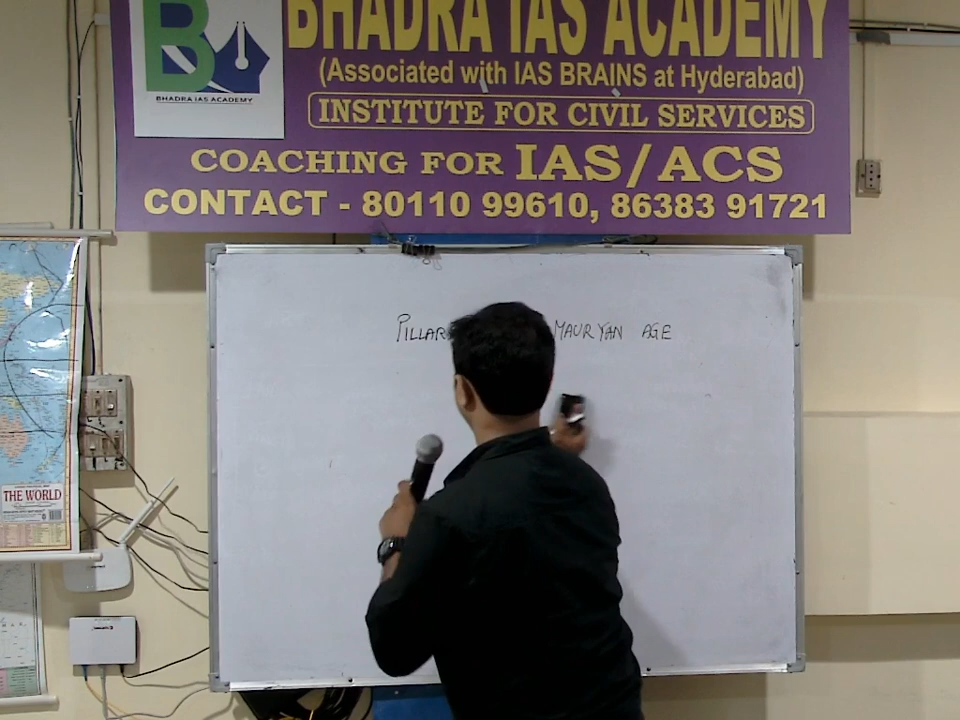 BHADRA IAS ACADEMY
BHADRA IAS ACADEMY
(Associated with IAS BRAINS at Hyderabad)
INSTITUTE FOR CIVIL SERVICES
COACHING FOR IAS/ACS
CONTACT - 80110 99610, 86383 91721
PILLAR MAURYAN AGE
THE WORLD